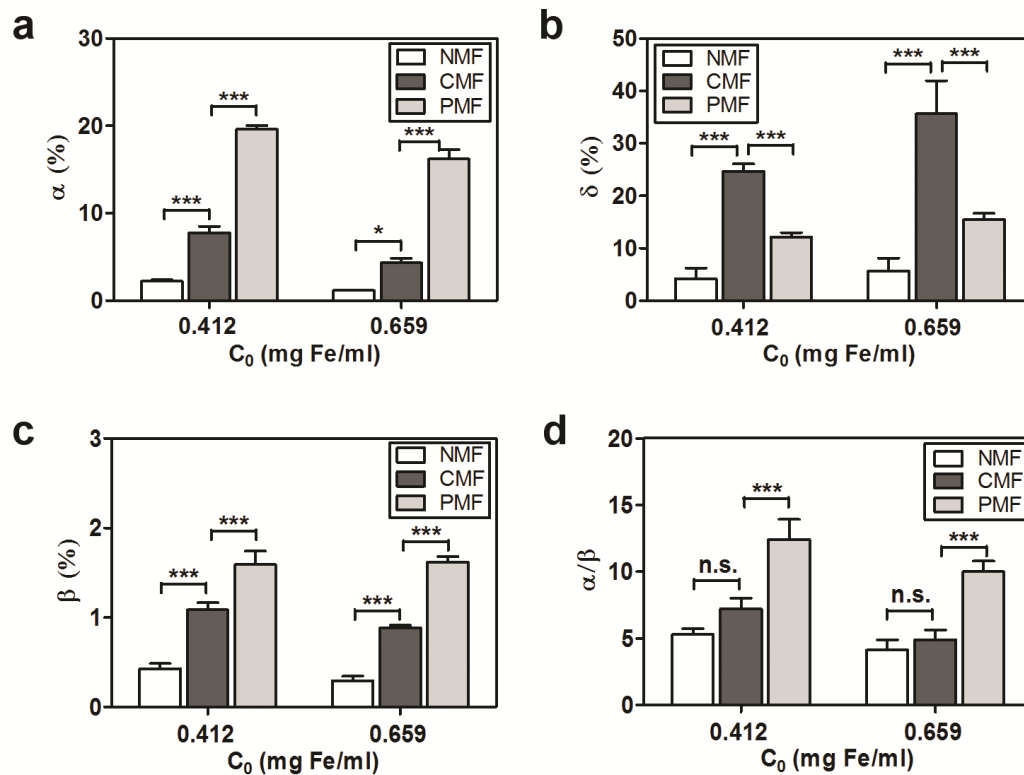 a
30
20
10
0
α (%)
NMF
CMF
PMF
***
***
*
***
0.412
0.659
C₀ (mg Fe/ml)
b
50
40
30
20
10
0
δ (%)
NMF
CMF
PMF
***
***
***
***
0.412
0.659
C₀ (mg Fe/ml)
c
3
2
1
0
β (%)
NMF
CMF
PMF
***
***
***
***
0.412
0.659
C₀ (mg Fe/ml)
d
20
15
10
5
0
α/β
NMF
CMF
PMF
n.s.
***
n.s.
***
0.412
0.659
C₀ (mg Fe/ml)